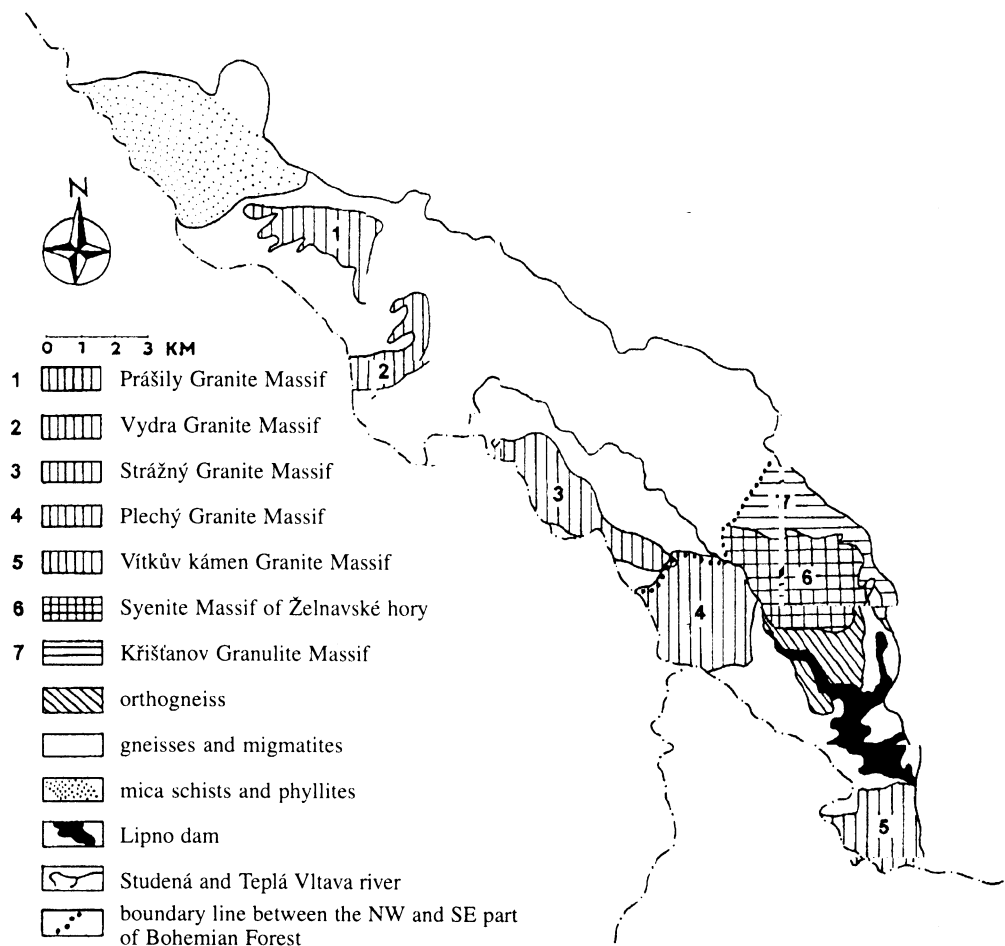 N
1
2
3
4
5
6
7
0 1 2 3 KM
1 Prášily Granite Massif
2 Vydra Granite Massif
3 Strážný Granite Massif
4 Plechý Granite Massif
5 Vítkův kámen Granite Massif
6 Syenite Massif of Želnavské hory
7 Křišťanov Granulite Massif
orthogneiss
gneisses and migmatites
mica schists and phyllites
Lipno dam
Studená and Teplá Vltava river
boundary line between the NW and SE part
of Bohemian Forest